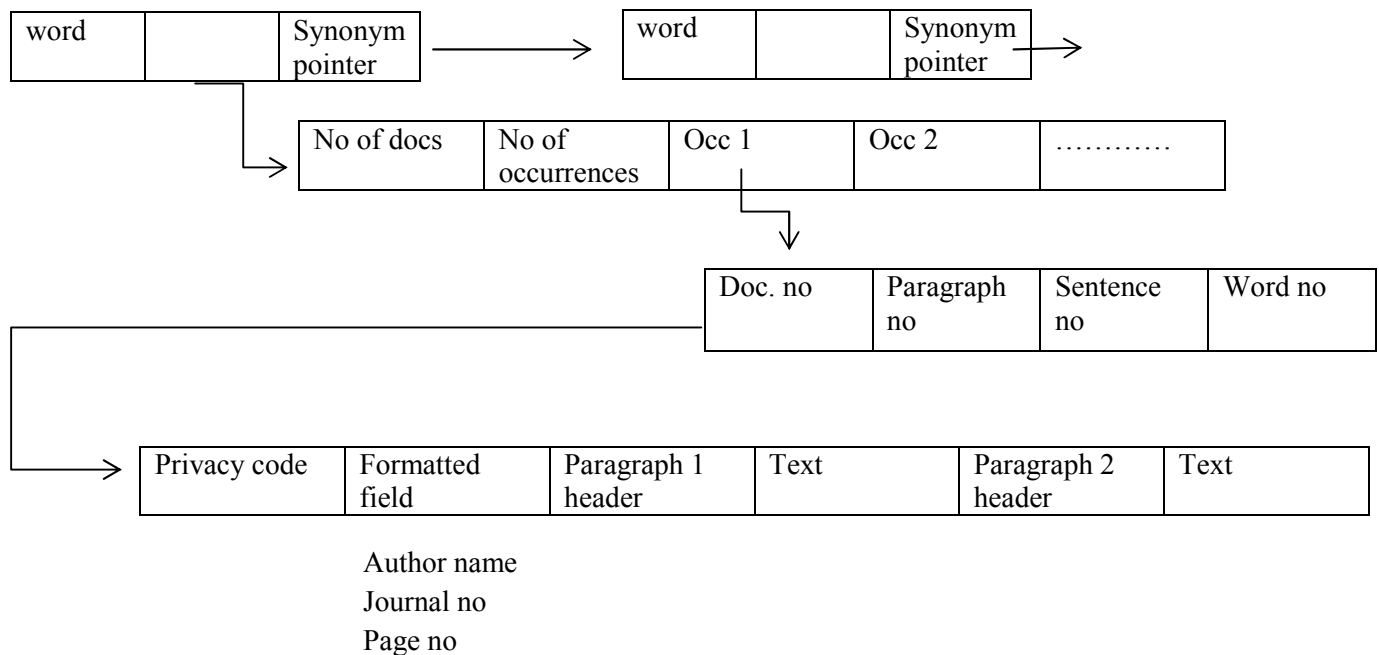 word
Synonym
pointer
word
Synonym
pointer
No of docs
No of
occurrences
Occ 1
Occ 2
…………
Doc. no
Paragraph
no
Sentence
no
Word no
Privacy code
Formatted
field
Paragraph 1
header
Text
Paragraph 2
header
Text
Author name
Journal no
Page no